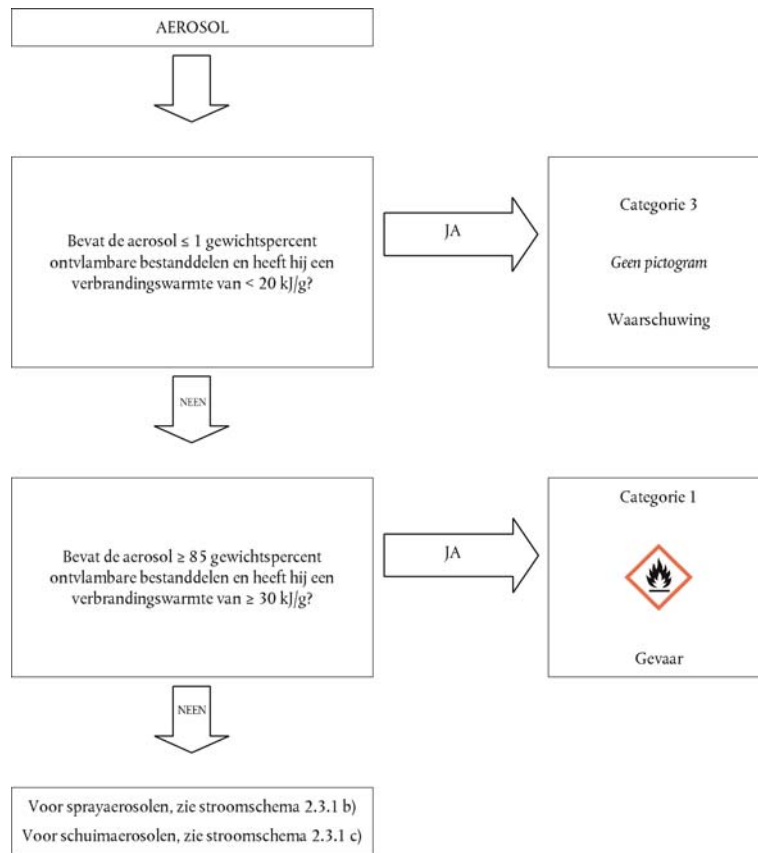 AEROSOL
Bevat de aerosol ≤ 1 gewichtspercent
ontvlambare bestanddelen en heeft hij een
verbrandingswarmte van < 20 kJ/g?
JA
Categorie 3
Geen pictogram
Waarschuwing
NEEN
Bevat de aerosol ≥ 85 gewichtspercent
ontvlambare bestanddelen en heeft hij een
verbrandingswarmte van ≥ 30 kJ/g?
JA
Categorie 1
Gevaar
NEEN
Voor sprayaerosolen, zie stroomschema 2.3.1 b)
Voor schuimaerosolen, zie stroomschema 2.3.1 c)